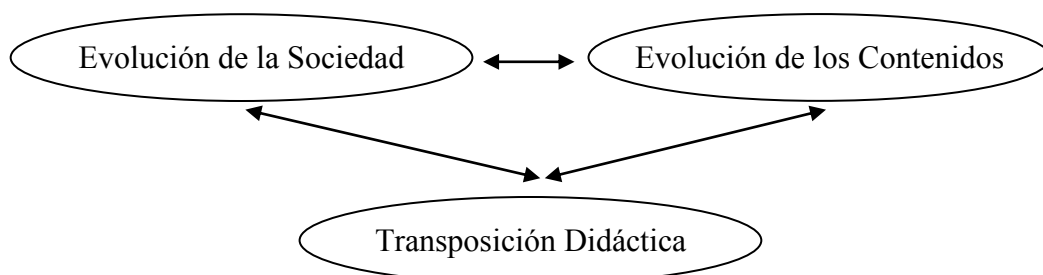 Evolución de la Sociedad
Evolución de los Contenidos
Transposición Didáctica